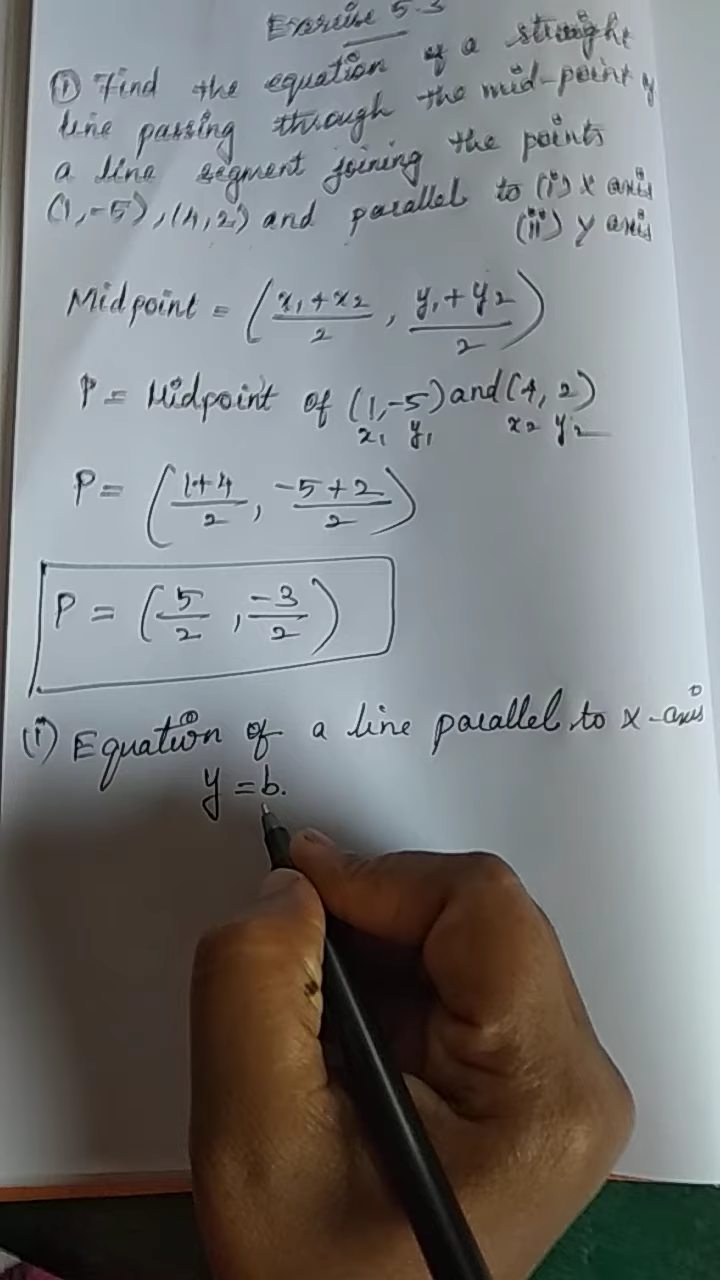 Exercise 5.3
① Find the equation of a straight
line passing through the mid-point of
a line segment joining the points
(1,-5), (4,2) and parallel to (i) X axis
(ii) y axis
Midpoint = (x₁+x₂/2, y₁+y₂/2)
P = Midpoint of (1,-5) and (4,2)
x₁ y₁ x₂ y₂
P = (1+4/2, -5+2/2)
P = (5/2, -3/2)
(i) Equation of a line parallel to X-axis
y = b.